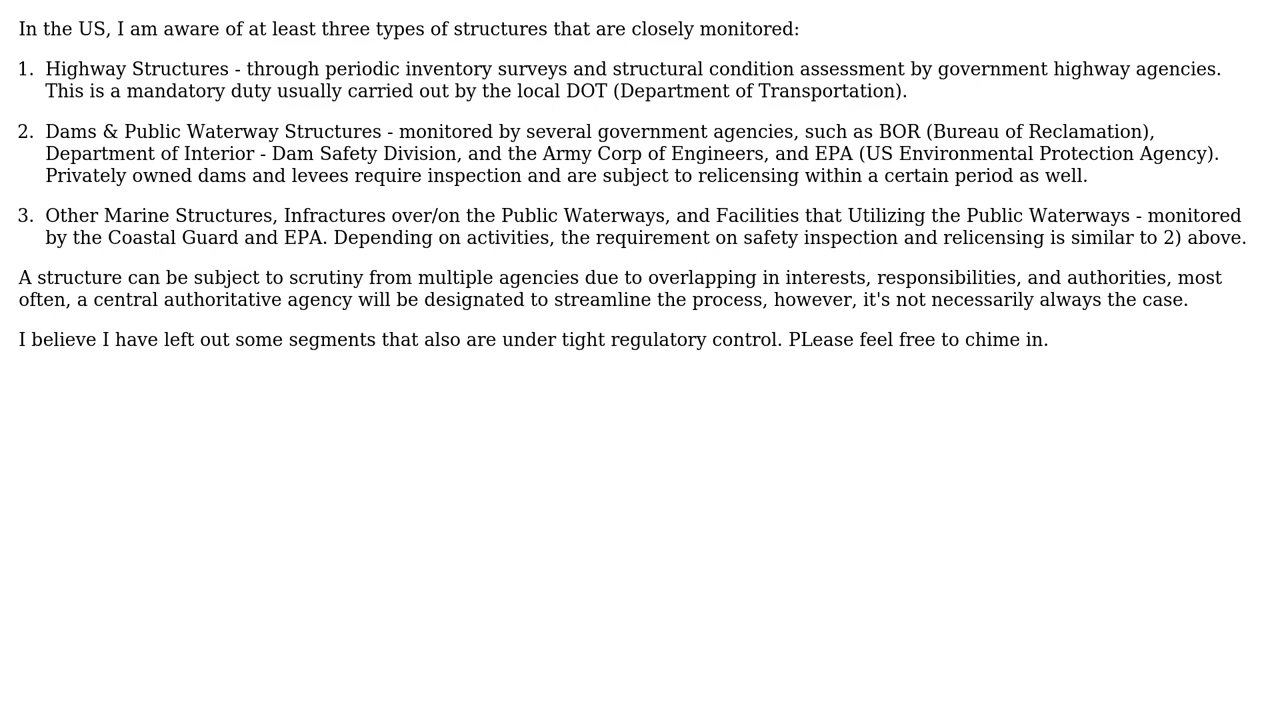 In the US, I am aware of at least three types of structures that are closely monitored:
1. Highway Structures - through periodic inventory surveys and structural condition assessment by government highway agencies.
This is a mandatory duty usually carried out by the local DOT (Department of Transportation).
2. Dams & Public Waterway Structures - monitored by several government agencies, such as BOR (Bureau of Reclamation),
Department of Interior - Dam Safety Division, and the Army Corp of Engineers, and EPA (US Environmental Protection Agency).
Privately owned dams and levees require inspection and are subject to relicensing within a certain period as well.
3. Other Marine Structures, Infractures over/on the Public Waterways, and Facilities that Utilizing the Public Waterways - monitored
by the Coastal Guard and EPA. Depending on activities, the requirement on safety inspection and relicensing is similar to 2) above.
A structure can be subject to scrutiny from multiple agencies due to overlapping in interests, responsibilities, and authorities, most
often, a central authoritative agency will be designated to streamline the process, however, it's not necessarily always the case.
I believe I have left out some segments that also are under tight regulatory control. PLease feel free to chime in.